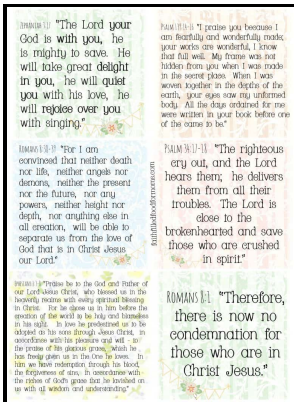 ZEPHANIAH 3:17 "The Lord your
God is with you, he
is mighty to save. He
will take great delight
in you, he will quiet
you with his love, he
will rejoice over you
with singing."
PSALM 139:13-16 "I praise you because I
am fearfully and wonderfully made;
your works are wonderful, I know
that full well. My frame was not
hidden from you when I was made
in the secret place. When I was
woven together in the depths of the
earth, your eyes saw my unformed
body. All the days ordained for me
were written in your book before one
of the came to be."
ROMANS 8:38-39 "For I am
convinced that neither death
nor life, neither angels nor
demons, neither the present
nor the future, nor any
powers, neither height nor
depth, nor anything else in
all creation, will be able to
separate us from the love of
God that is in Christ Jesus
our Lord."
faithfilledfoodformoms.com
PSALM 34:17-18 "The righteous
cry out, and the Lord
hears them; he delivers
them from all their
troubles. The Lord is
close to the
brokenhearted and save
those who are crushed
in spirit."
"Praise be to the God and Father of
our Lord Jesus Christ, who blessed us in the
heavenly realms with every spiritual blessing
in Christ. For he chose us in him before the
creation of the world to be holy and blameless
in his sight. In love he predestined us to be
adopted as his sons through Jesus Christ, in
accordance with his pleasure and will - to
the praise of his glorious grace, which he
has freely given us in the One he loves. In
him we have redemption through his blood,
the forgiveness of sins, in accordance with
the riches of God's grace that he lavished on
us with all wisdom and understanding."
ROMANS 8:1 "Therefore,
there is now no
condemnation for
those who are in
Christ Jesus."